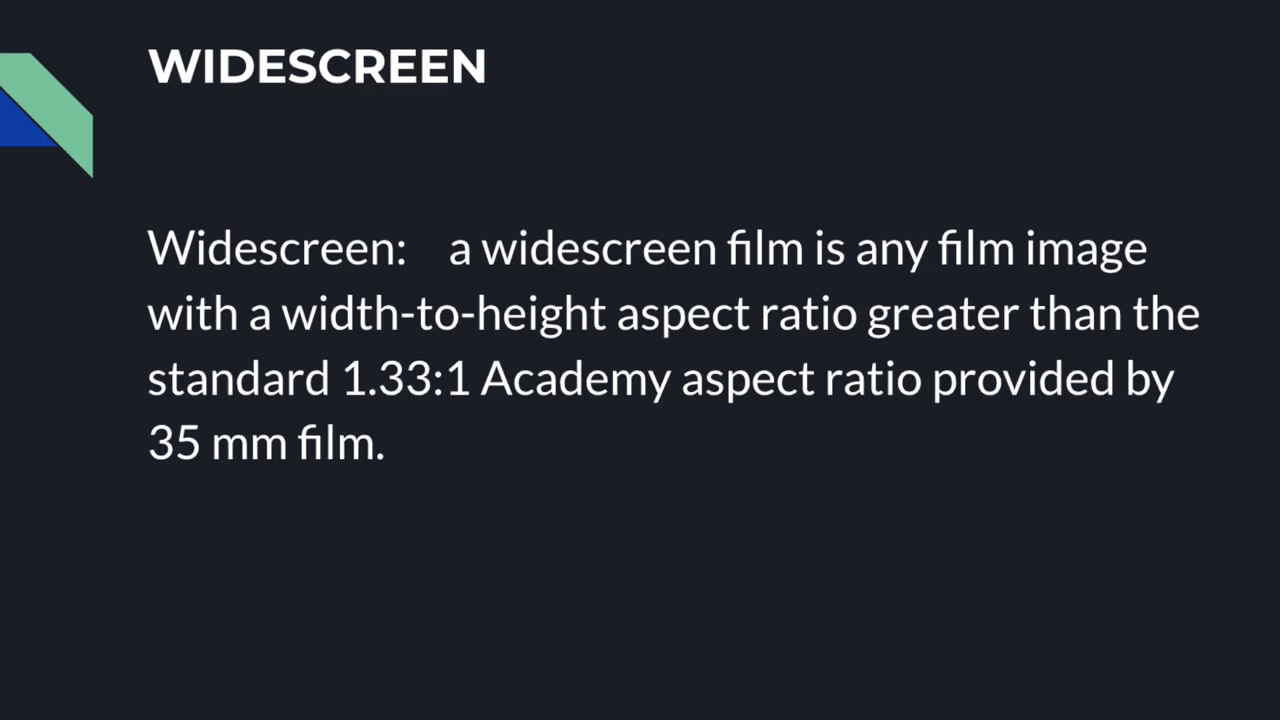 WIDESCREEN
Widescreen: a widescreen film is any film image
with a width-to-height aspect ratio greater than the
standard 1.33:1 Academy aspect ratio provided by
35 mm film.